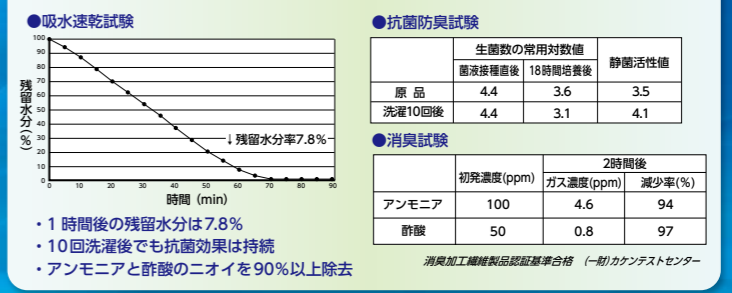 ●吸水速乾試験
残留水分(%)
100
90
80
70
60
50
40
30
20
10
0
↓残留水分率7.8%
0 10 20 30 40 50 60 70 80 90
時間 (min)
・1時間後の残留水分は7.8%
・10回洗濯後でも抗菌効果は持続
・アンモニアと酢酸のニオイを90%以上除去
●抗菌防臭試験
生菌数の常用対数値 静菌活性値
菌液接種直後 18時間培養後
原品 4.4 3.6 3.5
洗濯10回後 4.4 3.1 4.1
●消臭試験
初発濃度(ppm) 2時間後
ガス濃度(ppm) 減少率(%)
アンモニア 100 4.6 94
酢酸 50 0.8 97
消臭加工繊維製品認証基準合格 (一財)カケンテストセンター